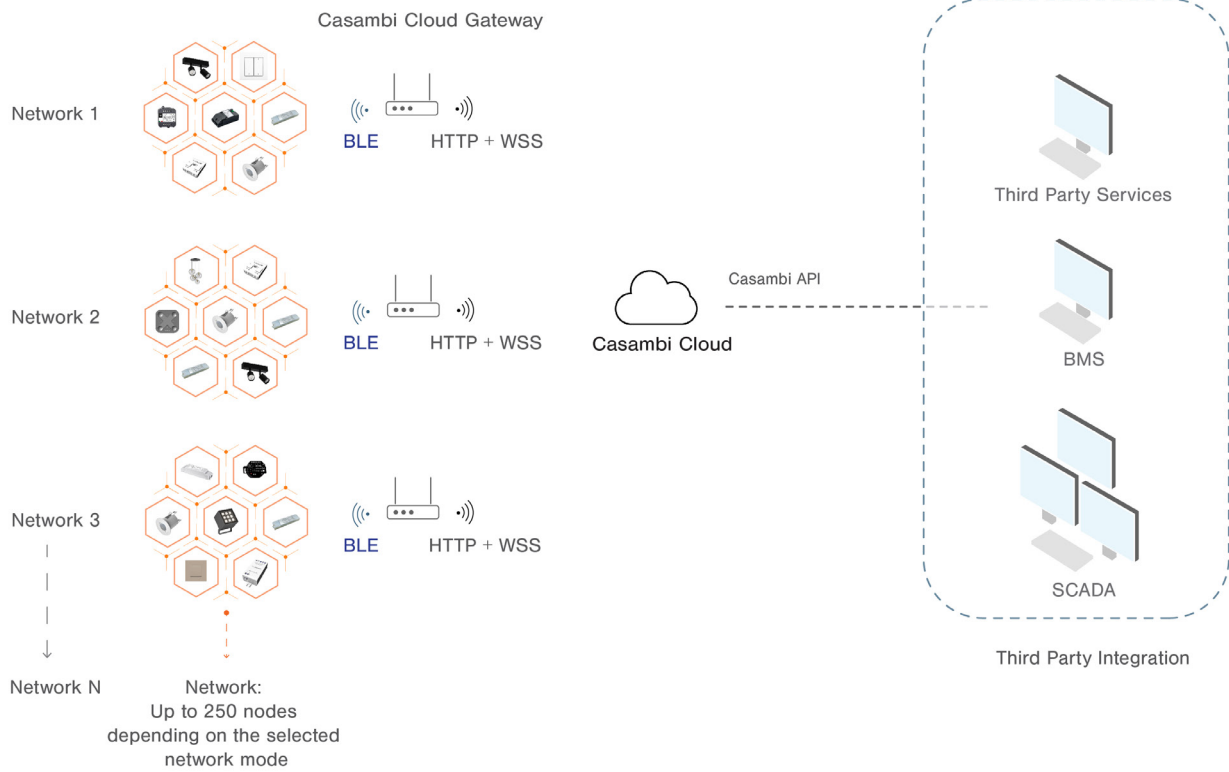 Casambi Cloud Gateway
Network 1
BLE
HTTP + WSS
Third Party Services
Network 2
BLE
HTTP + WSS
Casambi Cloud
Casambi API
BMS
Network 3
BLE
HTTP + WSS
SCADA
Third Party Integration
Network N
Network:
Up to 250 nodes
depending on the selected
network mode